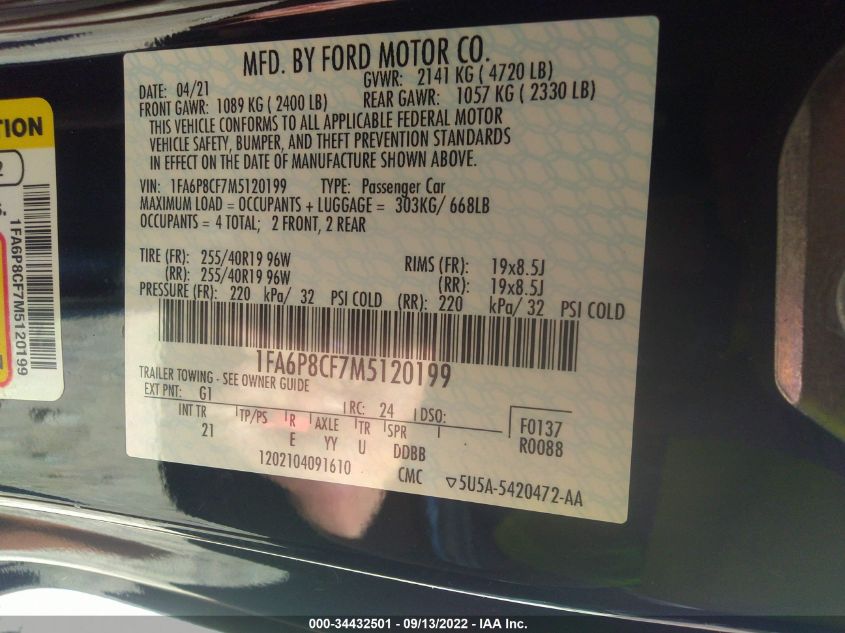 MFD. BY FORD MOTOR CO.
DATE: 04/21 GVWR: 2141 KG ( 4720 LB)
FRONT GAWR: 1089 KG ( 2400 LB) REAR GAWR: 1057 KG ( 2330 LB)
THIS VEHICLE CONFORMS TO ALL APPLICABLE FEDERAL MOTOR
VEHICLE SAFETY, BUMPER, AND THEFT PREVENTION STANDARDS
IN EFFECT ON THE DATE OF MANUFACTURE SHOWN ABOVE.
VIN: 1FA6P8CF7M5120199 TYPE: Passenger Car
MAXIMUM LOAD = OCCUPANTS + LUGGAGE = 303KG/ 668LB
OCCUPANTS = 4 TOTAL; 2 FRONT, 2 REAR
TIRE (FR): 255/40R19 96W RIMS (FR): 19x8.5J
(RR): 255/40R19 96W (RR): 19x8.5J
PRESSURE (FR): 220 kPa/ 32 PSI COLD (RR): 220 kPa/ 32 PSI COLD
1FA6P8CF7M5120199
TRAILER TOWING - SEE OWNER GUIDE
EXT PNT: G1 RC: 24 DSO:
INT TR TP/PS R AXLE TR SPR F0137
21 E YY U DDBB R0088
1202104091610 CMC ▽5U5A-5420472-AA
TION
2
S.
1FA6P8CF7M5120199
000-34432501 - 09/13/2022 - IAA Inc.